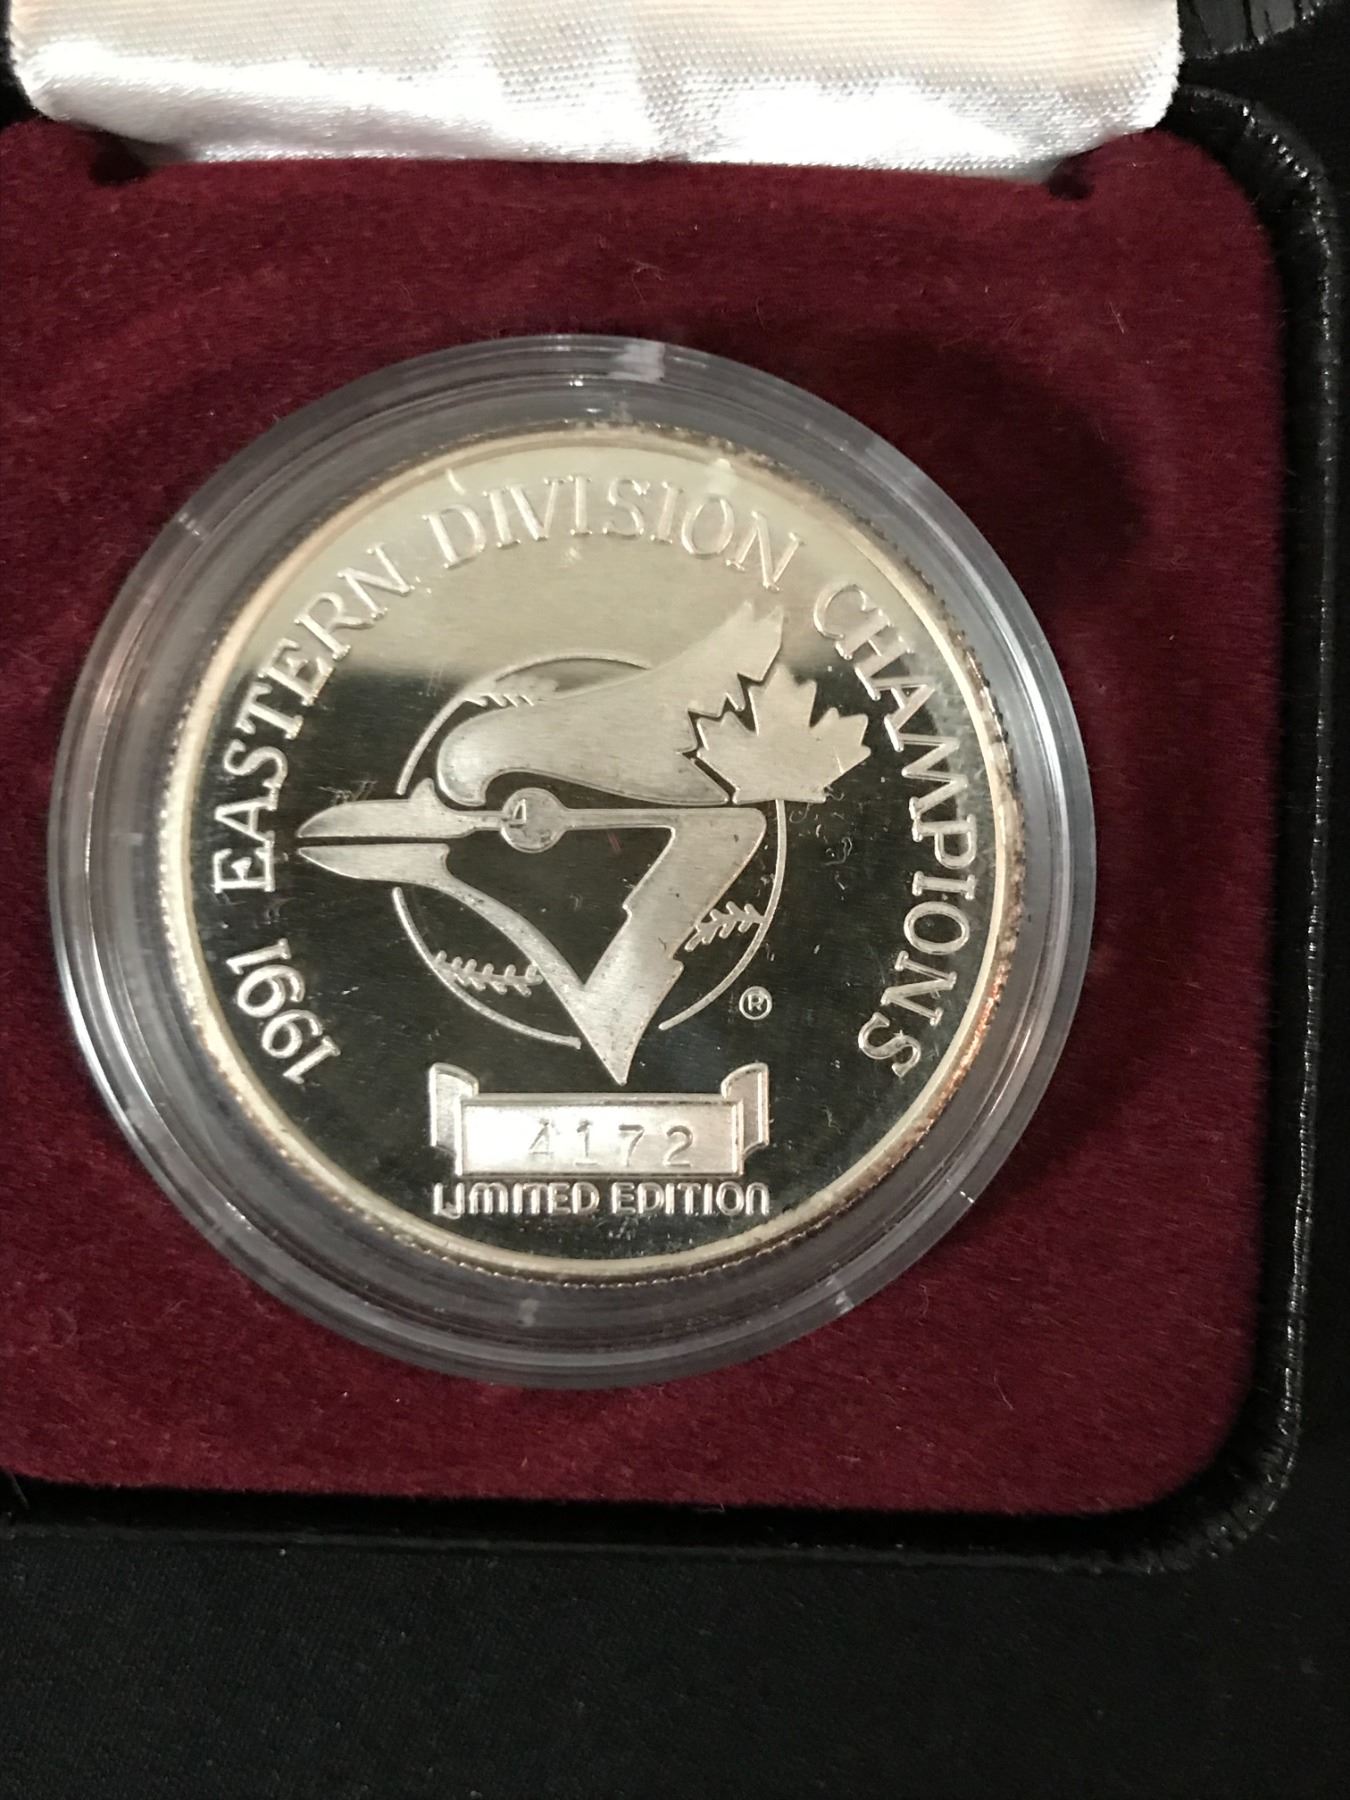 1991 EASTERN DIVISION CHAMPIONS
®
4172
LIMITED EDITION